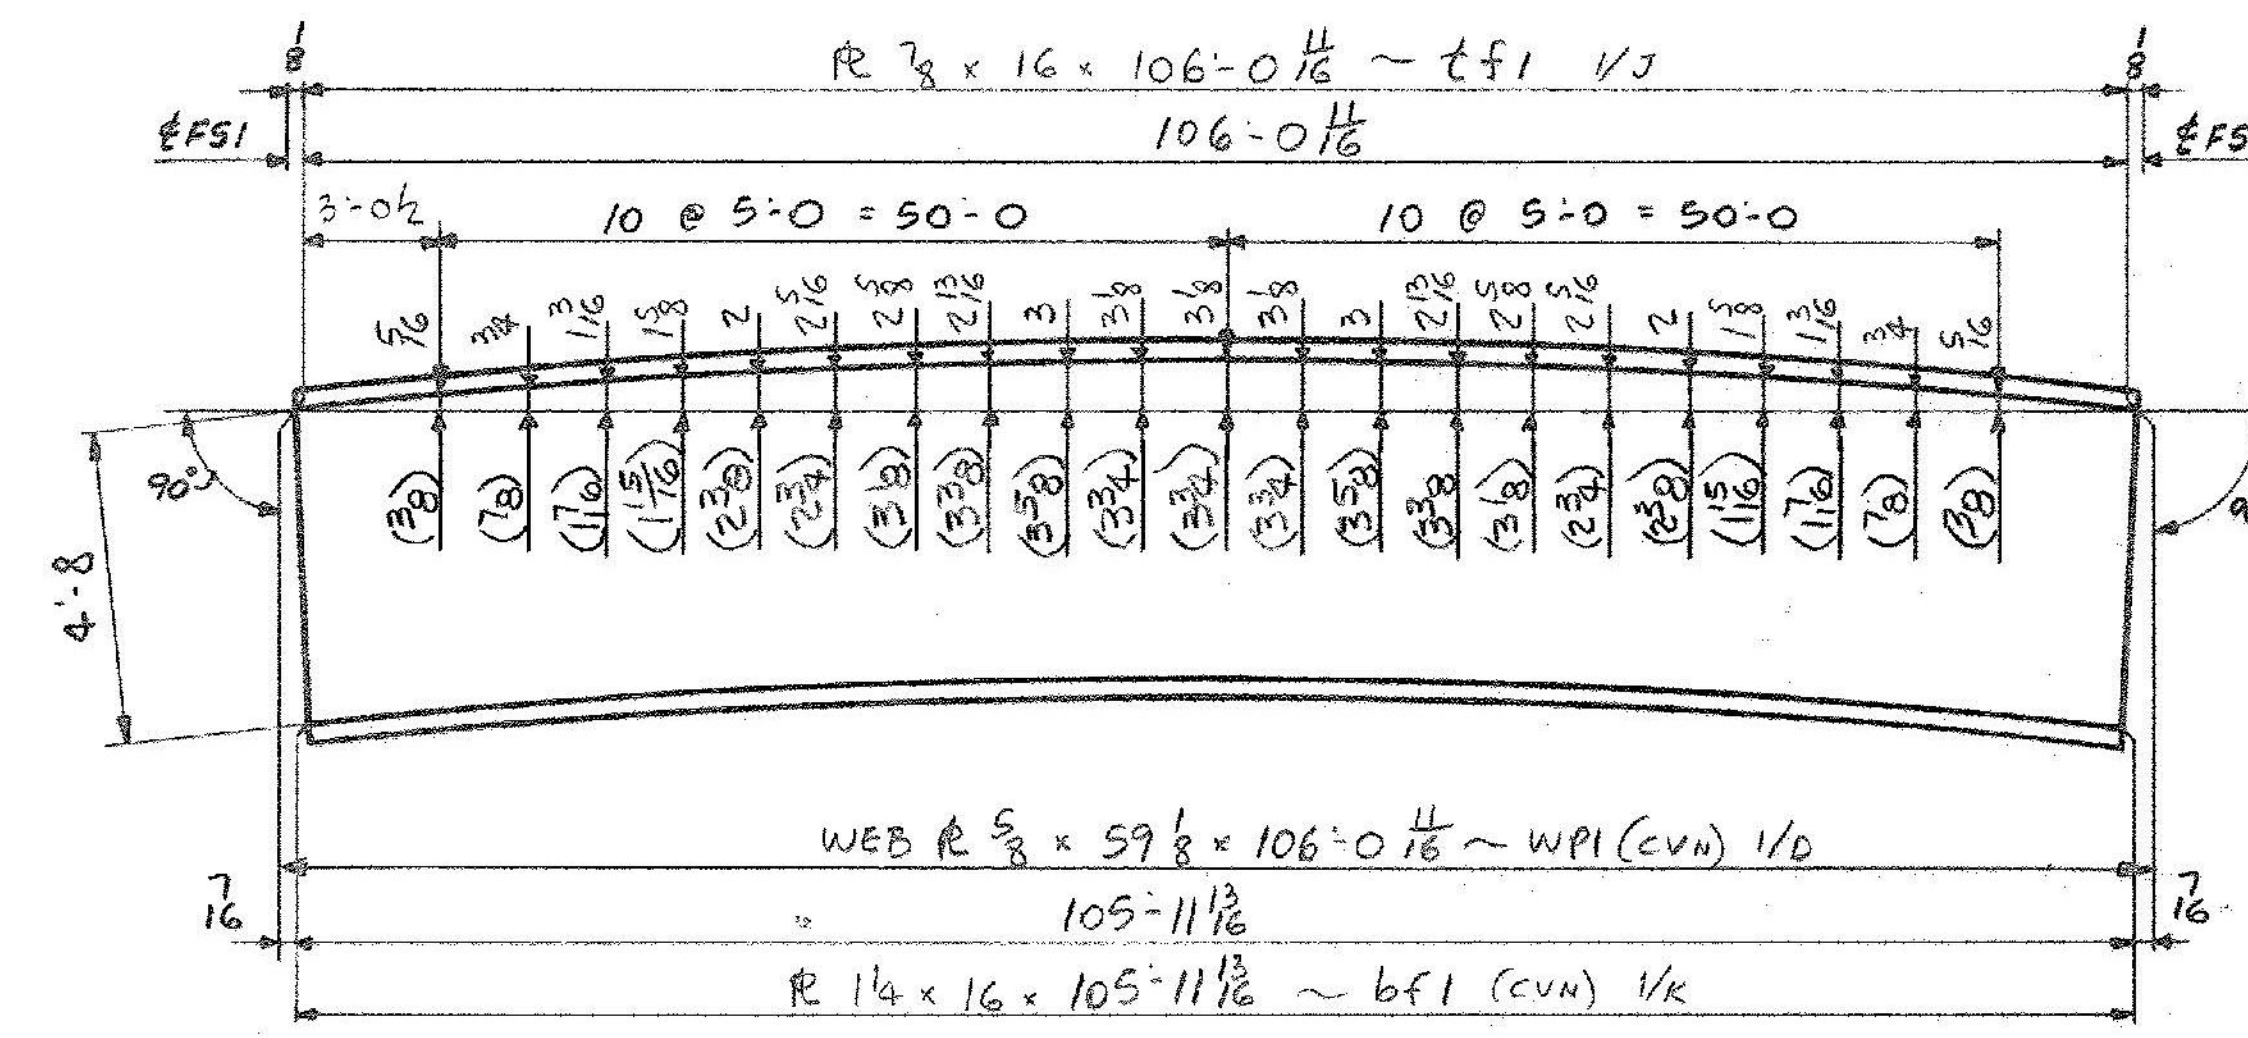 1/8
PL 7/8 x 16 x 106'-0 11/16 ~ tf1 1/J
1/8
106'-0 11/16
℄FS1
℄FS
3'-0 1/2
10 @ 5'-0 = 50'-0
10 @ 5'-0 = 50'-0
5/16 3/4 1 3/16 1 5/8 2 2 5/16 2 5/8 2 13/16 3 3 1/8 3 1/8 3 1/8 3 2 13/16 2 5/8 2 5/16 2 1 5/8 1 3/16 3/4 5/16
90°
(3/8) (7/8) (1 7/16) (1 15/16) (2 3/8) (2 3/4) (3 1/8) (3 3/8) (3 5/8) (3 3/4) (3 3/4) (3 3/4) (3 5/8) (3 3/8 (3 1/8) (2 3/4) (2 3/8) (1 15/16) (1 7/16) (7/8) (3/8)
9
4'-8
WEB PL 5/8 x 59 1/8 x 106'-0 11/16 ~ WP1 (CVN) 1/D
7/16
105'-11 13/16
7/16
PL 1 1/4 x 16 x 105'-11 13/16 ~ bf1 (CVN) 1/K